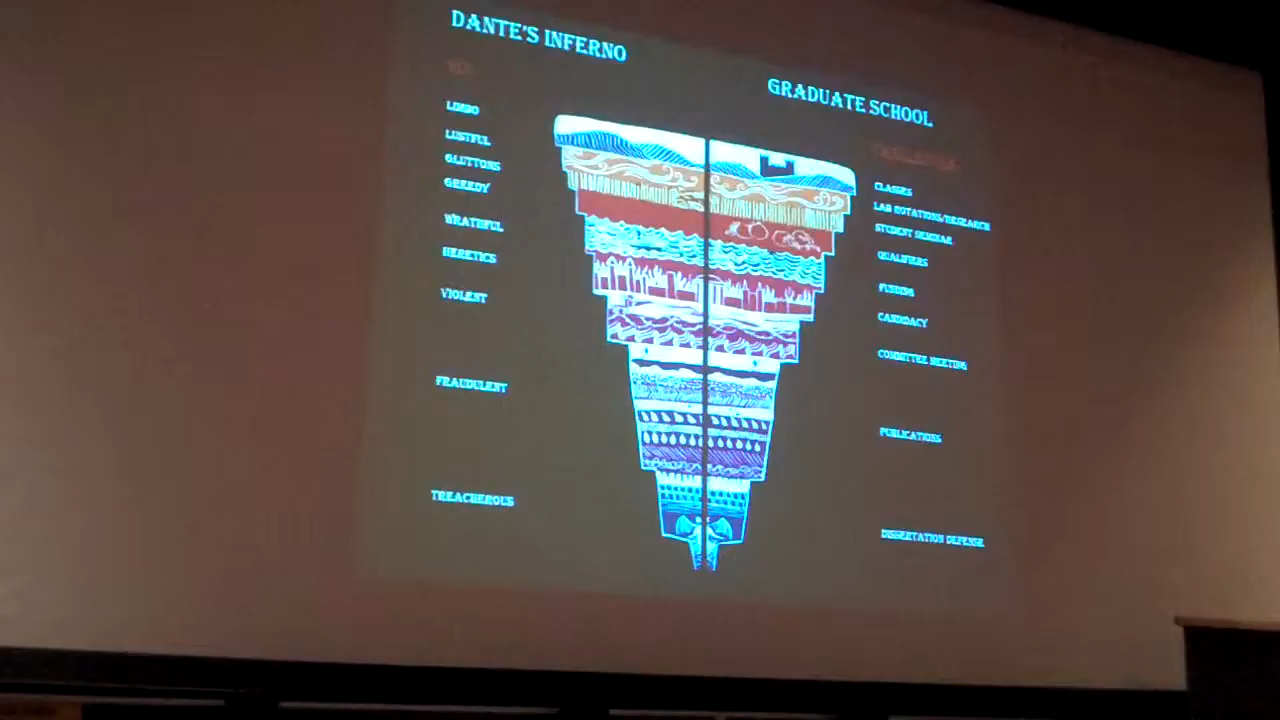 DANTE'S INFERNO
LIMBO
LUSTFUL
GLUTTONS
GREEDY
WRATHFUL
HERETICS
VIOLENT
FRAUDULENT
TREACHEROUS
GRADUATE SCHOOL
CLASSES
LAB ROTATIONS/RESEARCH
STUDENT SEMINAR
QUALIFIERS
FUNDING
CANDIDACY
COMMITTEE MEETING
PUBLICATIONS
DISSERTATION DEFENSE